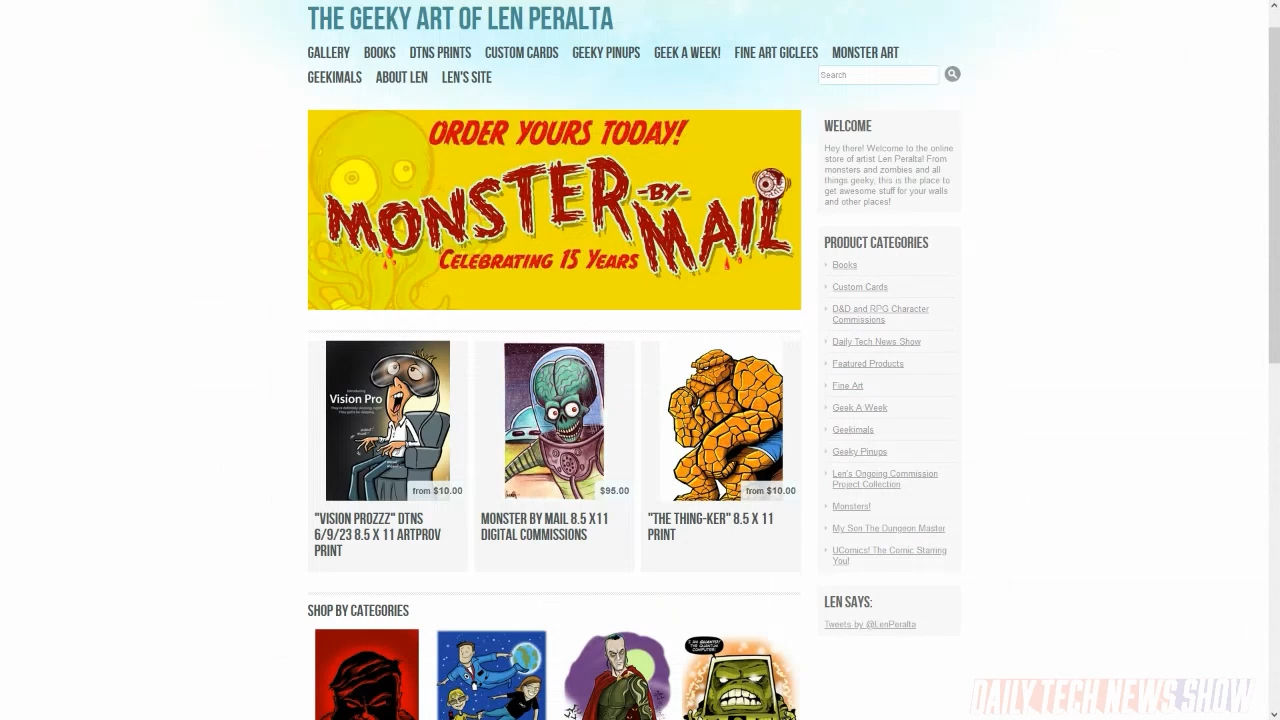 THE GEEKY ART OF LEN PERALTA
GALLERY BOOKS DTNS PRINTS CUSTOM CARDS GEEKY PINUPS GEEK A WEEK! FINE ART GICLEES MONSTER ART
GEEKIMALS ABOUT LEN LEN'S SITE
Search
ORDER YOURS TODAY!
MONSTER -BY- MAIL
CELEBRATING 15 YEARS
Vision Pro
from $10.00
"VISION PROZZZ" DTNS
6/9/23 8.5 X 11 ARTPROV
PRINT
$95.00
MONSTER BY MAIL 8.5 X11
DIGITAL COMMISSIONS
from $10.00
"THE THING-KER" 8.5 X 11
PRINT
SHOP BY CATEGORIES
I AM QUANTOR
THE QUANTUM
COMPUTER!
WELCOME
Hey there! Welcome to the online
store of artist Len Peralta! From
monsters and zombies and all
things geeky, this is the place to
get awesome stuff for your walls
and other places!
PRODUCT CATEGORIES
Books
Custom Cards
D&D and RPG Character
Commissions
Daily Tech News Show
Featured Products
Fine Art
Geek A Week
Geekimals
Geeky Pinups
Len's Ongoing Commission
Project Collection
Monsters!
My Son The Dungeon Master
UComics! The Comic Starring
You!
LEN SAYS:
Tweets by @LenPeralta
DAILY TECH NEWS SHOW